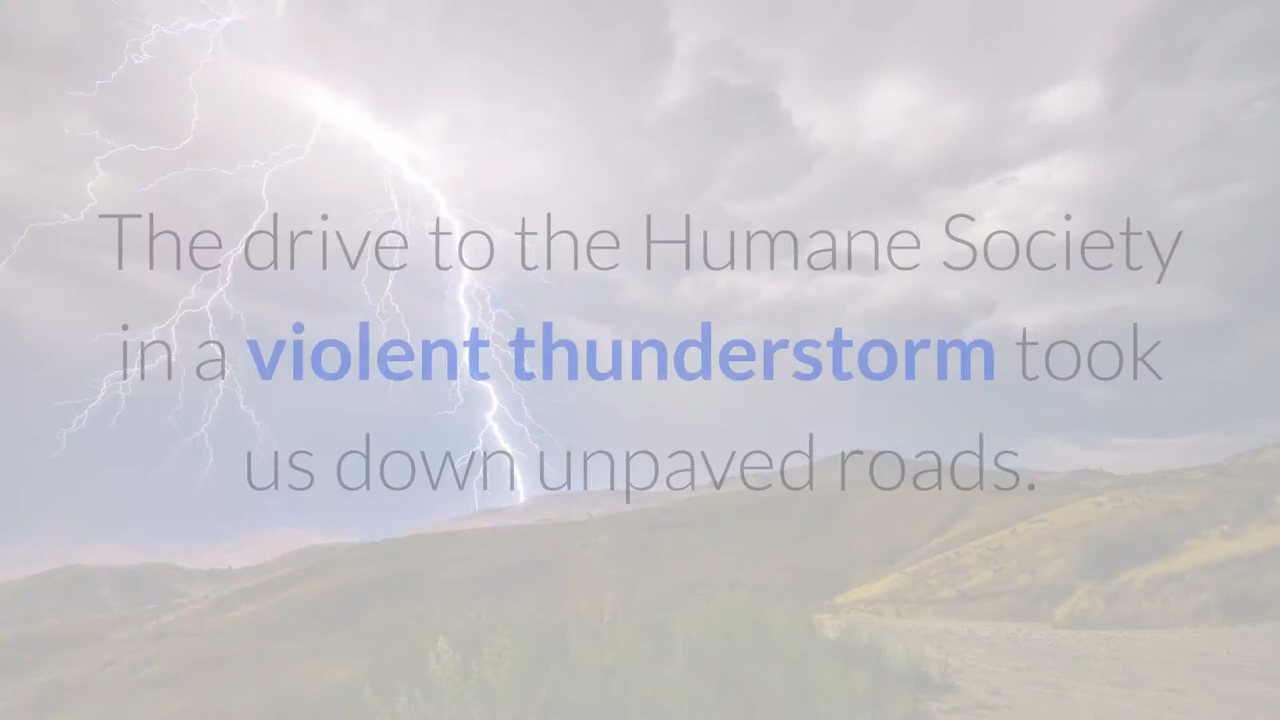 The drive to the Humane Society
in a violent thunderstorm took
us down unpaved roads.